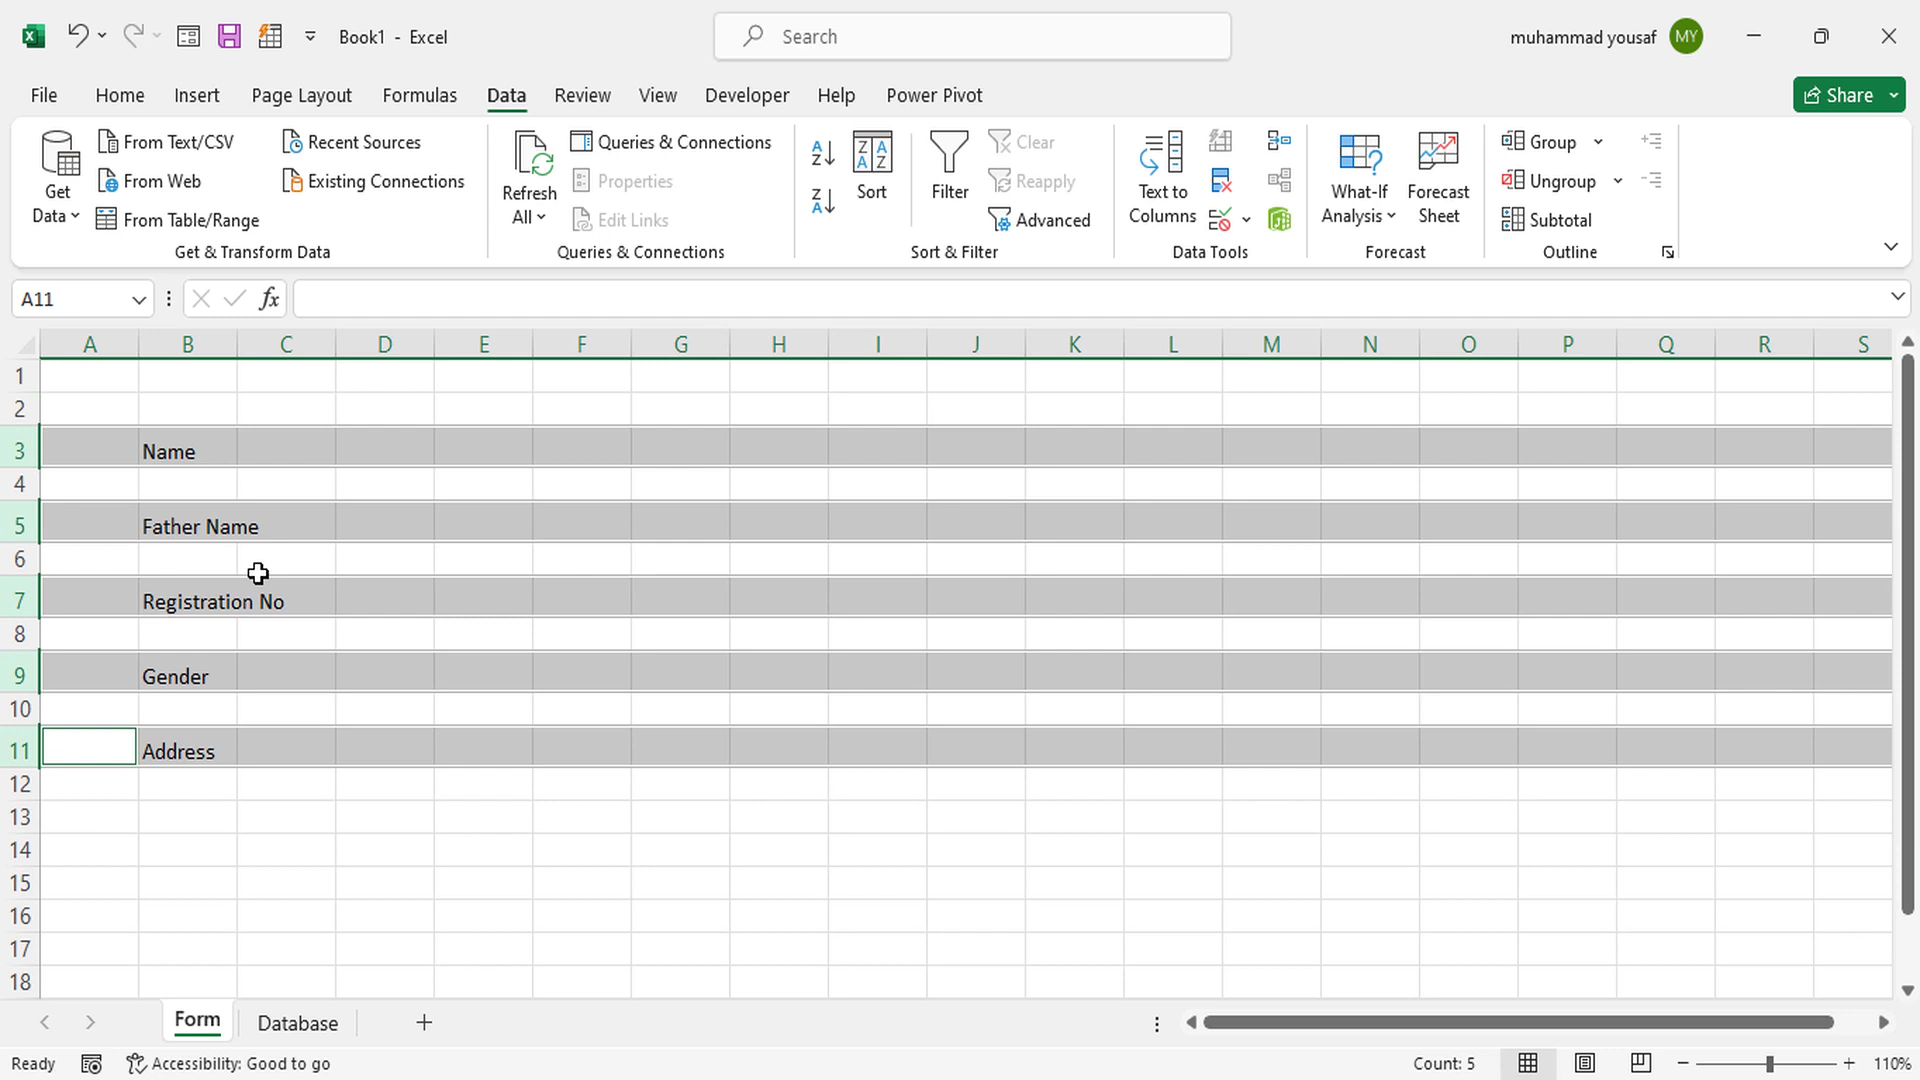 Book1 - Excel
Search
muhammad yousaf
MY
File Home Insert Page Layout Formulas Data Review View Developer Help Power Pivot
Share
Get Data
From Text/CSV
From Web
From Table/Range
Recent Sources
Existing Connections
Get & Transform Data
Refresh All
Queries & Connections
Properties
Edit Links
Queries & Connections
Sort
Filter
Clear
Reapply
Advanced
Sort & Filter
Text to Columns
Data Tools
What-If Analysis
Forecast Sheet
Forecast
Group
Ungroup
Subtotal
Outline
A11
fx
A B C D E F G H I J K L M N O P Q R S
1
2
3 Name
4
5 Father Name
6
7 Registration No
8
9 Gender
10
11 Address
12
13
14
15
16
17
18
Form Database
Ready
Accessibility: Good to go
Count: 5
110%